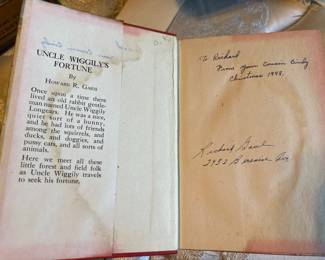 UNCLE WIGGILY'S
FORTUNE
By
HOWARD R. GARIS
Once upon a time there
lived an old rabbit gentle-
man named Uncle Wiggily
Longears. He was a nice,
quiet sort of a bunny,
and he had lots of friends
among the squirrels, and
ducks, and doggies, and
pussy cats, and all sorts of
animals.
Here we meet all these
little forest and field folk
as Uncle Wiggily travels
to seek his fortune.
To Richard
From your Cousin Cindy
Christmas 1948.
Richard
2952